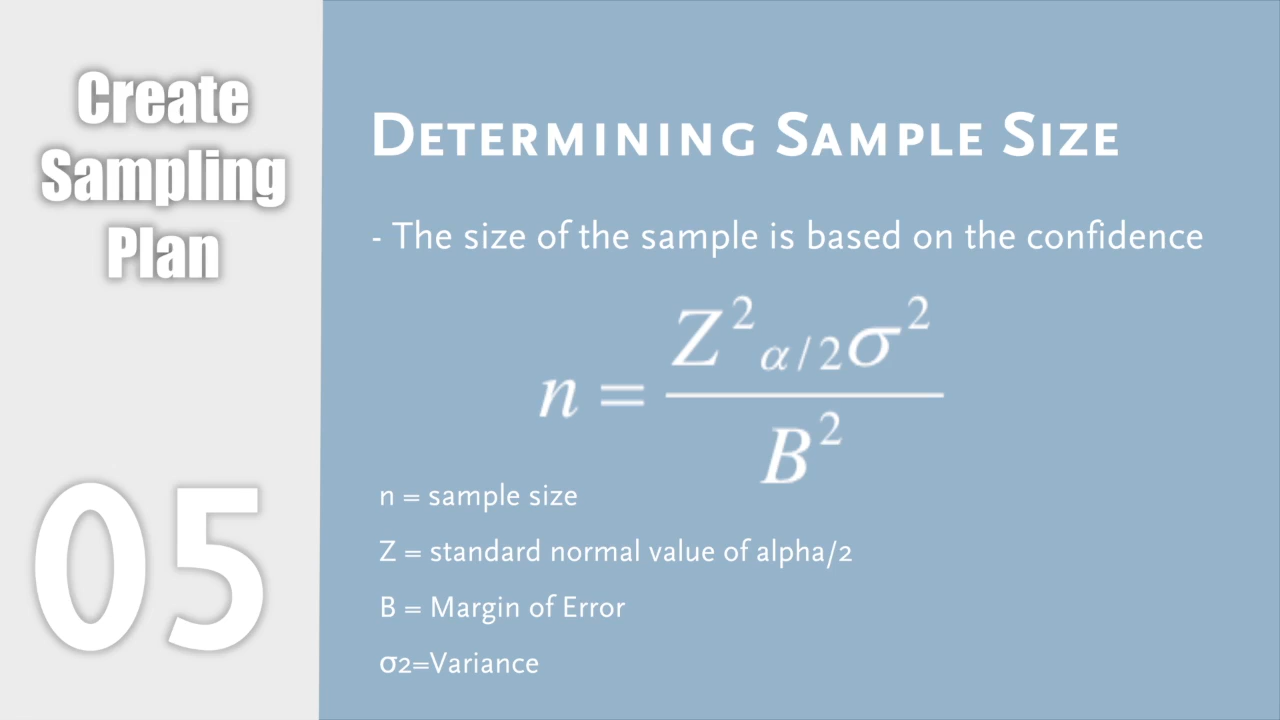 Create
Sampling
Plan
05
DETERMINING SAMPLE SIZE
- The size of the sample is based on the confidence
n = Z²α/2σ² / B²
n = sample size
Z = standard normal value of alpha/2
B = Margin of Error
σ2=Variance